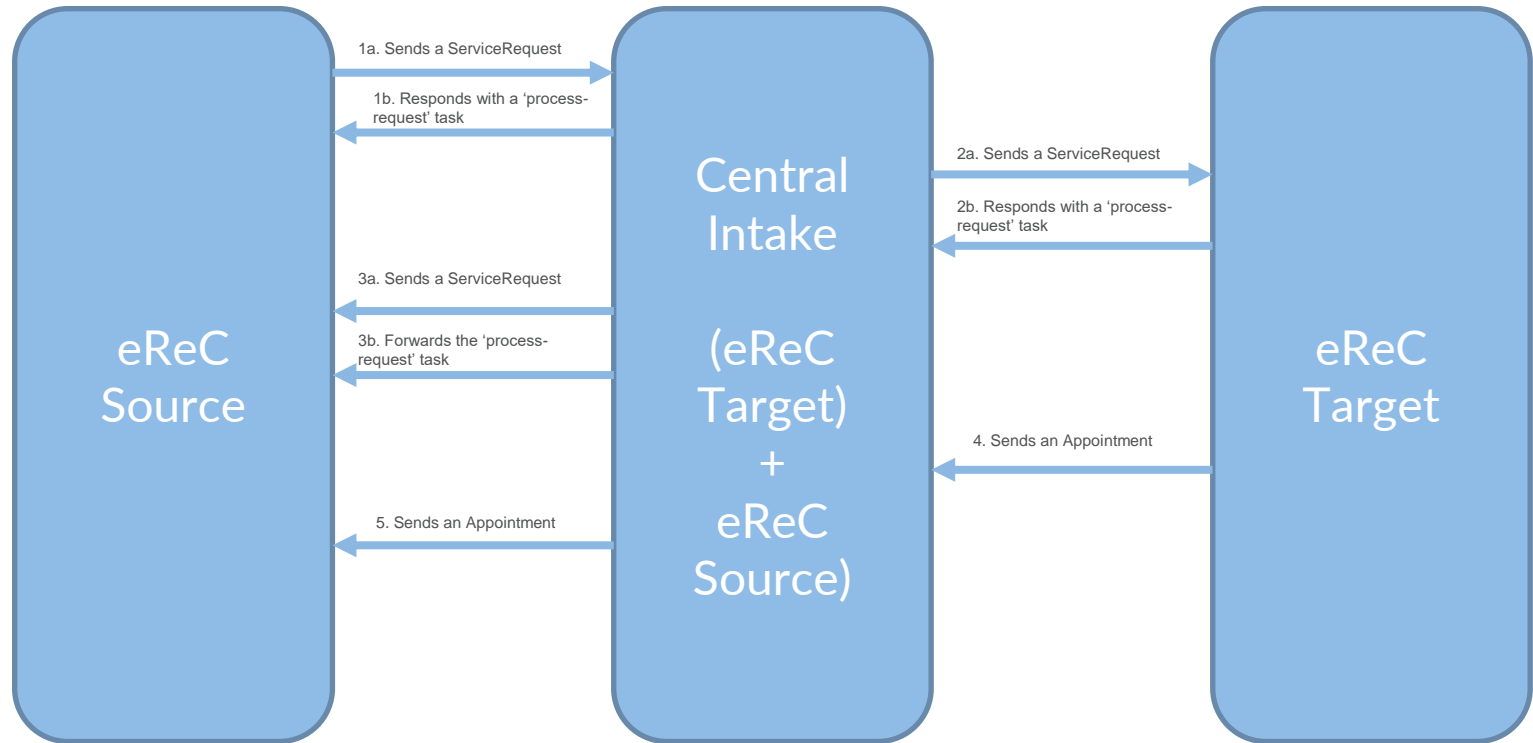 1a. Sends a ServiceRequest
1b. Responds with a ‘process-
request’ task
2a. Sends a ServiceRequest
2b. Responds with a ‘process-
request’ task
3a. Sends a ServiceRequest
3b. Forwards the ‘process-
request’ task
4. Sends an Appointment
5. Sends an Appointment
eReC
Source
Central
Intake
(eReC
Target)
+
eReC
Source)
eReC
Target